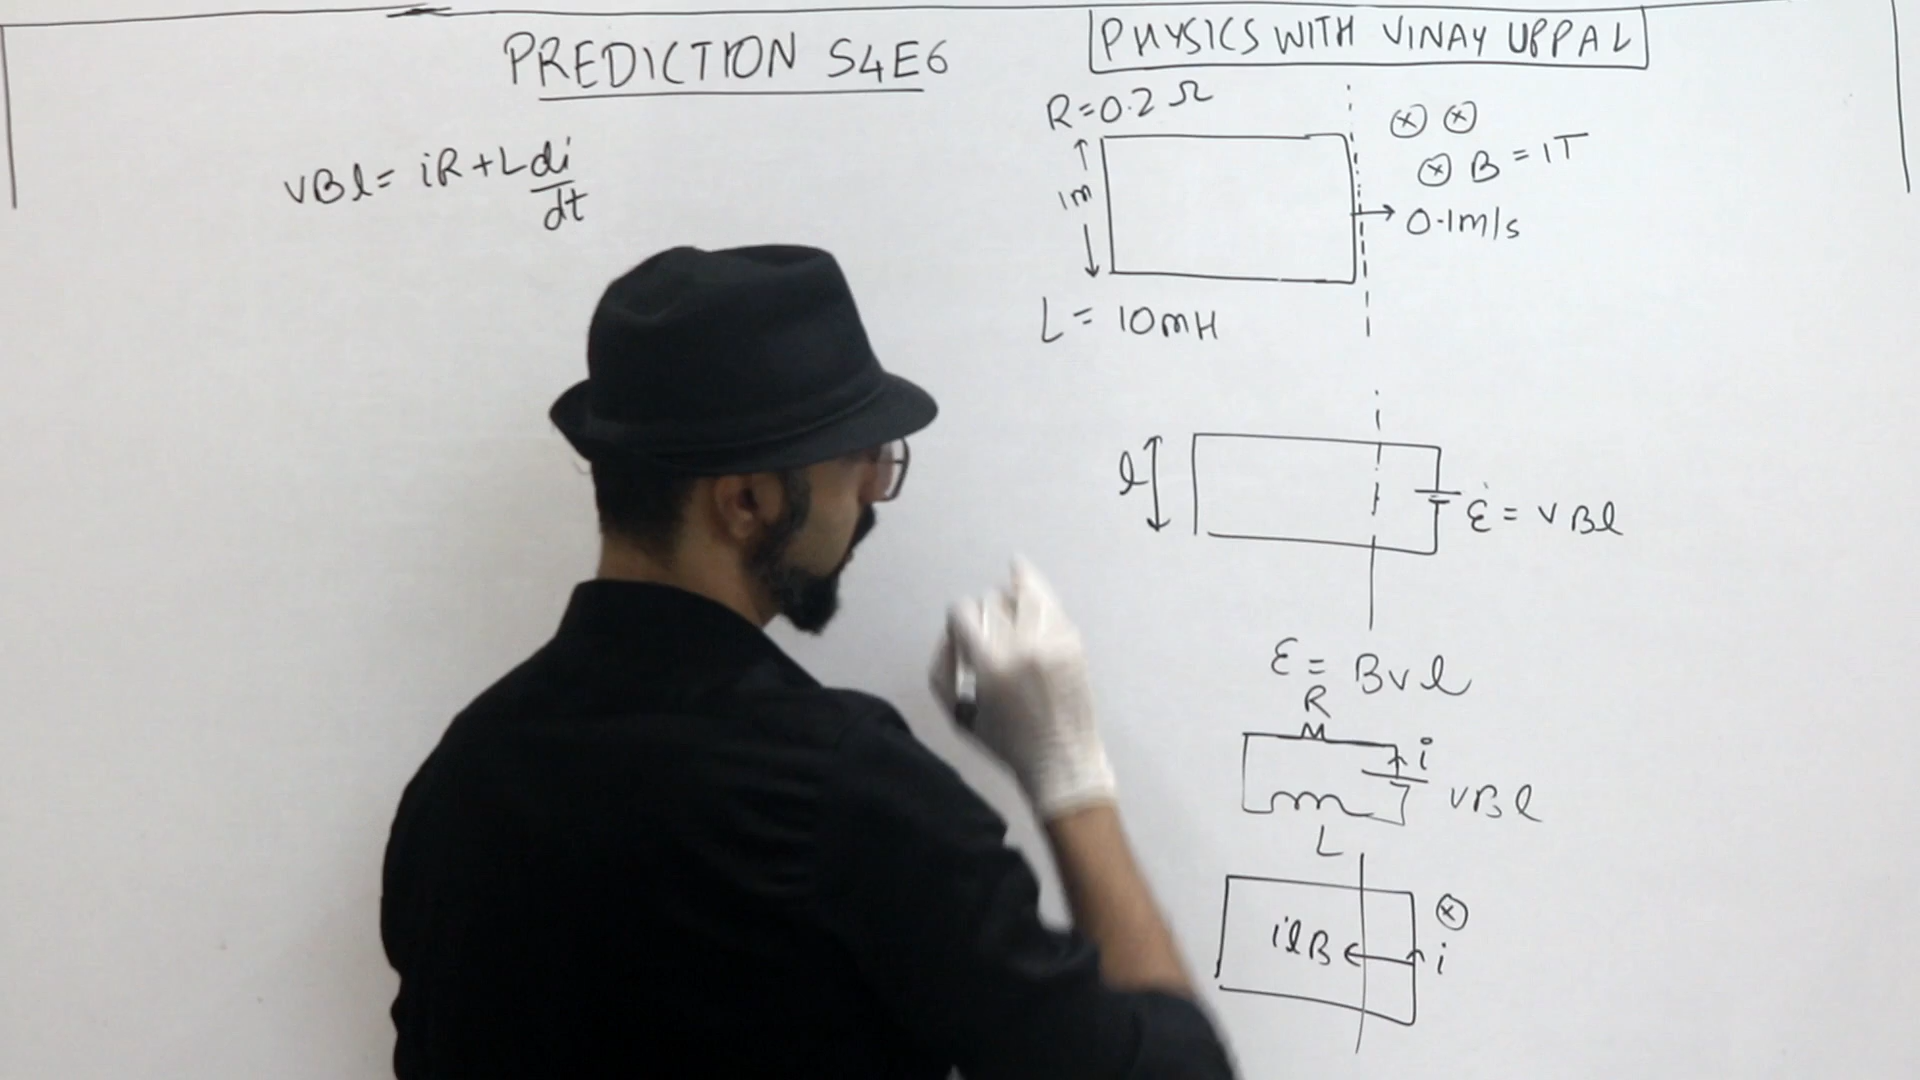 PREDICTION S4E6
PHYSICS WITH VINAY UPPAL
vBl = iR + L di/dt
R = 0.2 Ω
1m
L = 10mH
⊗ ⊗
⊗ B = 1T
0.1m/s
l
ε = vBl
ε = Bvl
R
i
vBl
L
⊗
ilB
i